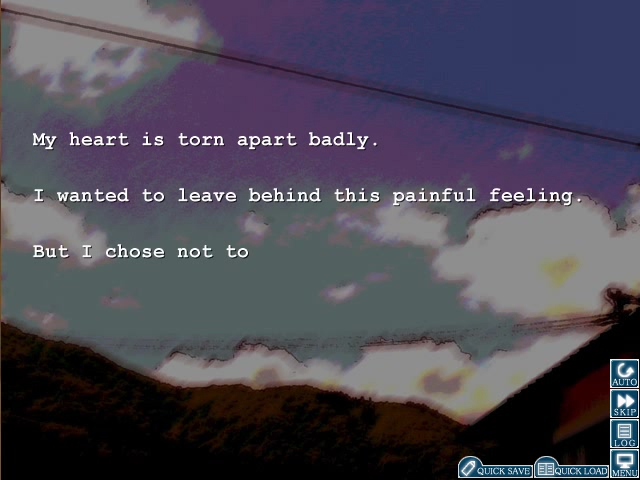 My heart is torn apart badly.
I wanted to leave behind this painful feeling.
But I chose not to
AUTO
SKIP
LOG
MENU
QUICK SAVE
QUICK LOAD